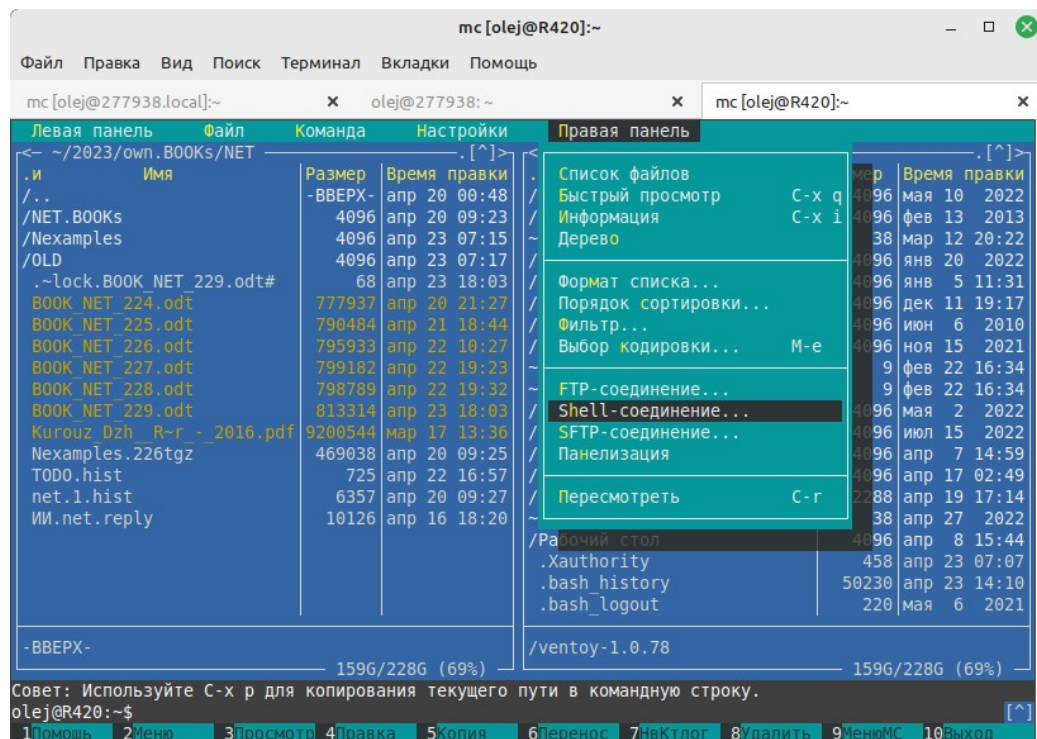 mc [olej@R420]:~
Файл Правка Вид Поиск Терминал Вкладки Помощь
mc [olej@277938.local]:~ × olej@277938: ~ × mc [olej@R420]:~ ×
Левая панель Файл Команда Настройки Правая панель
<— ~/2023/own.BOOKs/NET .[^]>
.и Имя Размер Время правки
/.. -ВВЕРХ- апр 20 00:48
/NET.BOOKs 4096 апр 20 09:23
/Nexamples 4096 апр 23 07:15
/OLD 4096 апр 23 07:17
.~lock.BOOK_NET_229.odt# 68 апр 23 18:03
BOOK_NET_224.odt 777937 апр 20 21:27
BOOK_NET_225.odt 790484 апр 21 18:44
BOOK_NET_226.odt 795933 апр 22 10:27
BOOK_NET_227.odt 799182 апр 22 19:23
BOOK_NET_228.odt 798789 апр 22 19:32
BOOK_NET_229.odt 813314 апр 23 18:03
Kurouz_Dzh__R~r_-_2016.pdf 9200544 мар 17 13:36
Nexamples.226tgz 469038 апр 20 09:25
TODO.hist 725 апр 22 16:57
net.1.hist 6357 апр 20 09:27
ИИ.net.reply 10126 апр 16 18:20
-ВВЕРХ-
159G/228G (69%)
Список файлов
Быстрый просмотр C-x q
Информация C-x i
Дерево
Формат списка...
Порядок сортировки...
Фильтр...
Выбор кодировки... M-e
FTP-соединение...
Shell-соединение...
SFTP-соединение...
Панелизация
Пересмотреть C-r
.[^]>
мер Время правки
4096 мая 10 2022
4096 фев 13 2013
38 мар 12 20:22
4096 янв 20 2022
4096 янв 5 11:31
4096 дек 11 19:17
4096 июн 6 2010
4096 ноя 15 2021
9 фев 22 16:34
9 фев 22 16:34
4096 мая 2 2022
4096 июл 15 2022
4096 апр 7 14:59
4096 апр 17 02:49
2288 апр 19 17:14
38 апр 27 2022
/Рабочий стол 4096 апр 8 15:44
.Xauthority 458 апр 23 07:07
.bash_history 50230 апр 23 14:10
.bash_logout 220 мая 6 2021
/ventoy-1.0.78
159G/228G (69%)
Совет: Используйте C-x p для копирования текущего пути в командную строку.
olej@R420:~$ [^]
1Помощь 2Меню 3Просмотр 4Правка 5Копия 6Перенос 7НвКтлог 8Удалить 9МенюMC 10Выход